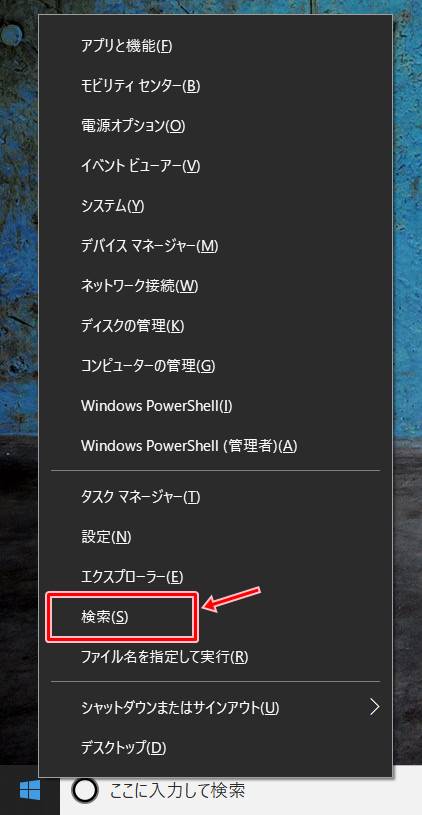 アプリと機能(F)
モビリティ センター(B)
電源オプション(O)
イベント ビューアー(V)
システム(Y)
デバイス マネージャー(M)
ネットワーク接続(W)
ディスクの管理(K)
コンピューターの管理(G)
Windows PowerShell(I)
Windows PowerShell (管理者)(A)
タスク マネージャー(T)
設定(N)
エクスプローラー(E)
検索(S)
ファイル名を指定して実行(R)
シャットダウンまたはサインアウト(U)
デスクトップ(D)
ここに入力して検索